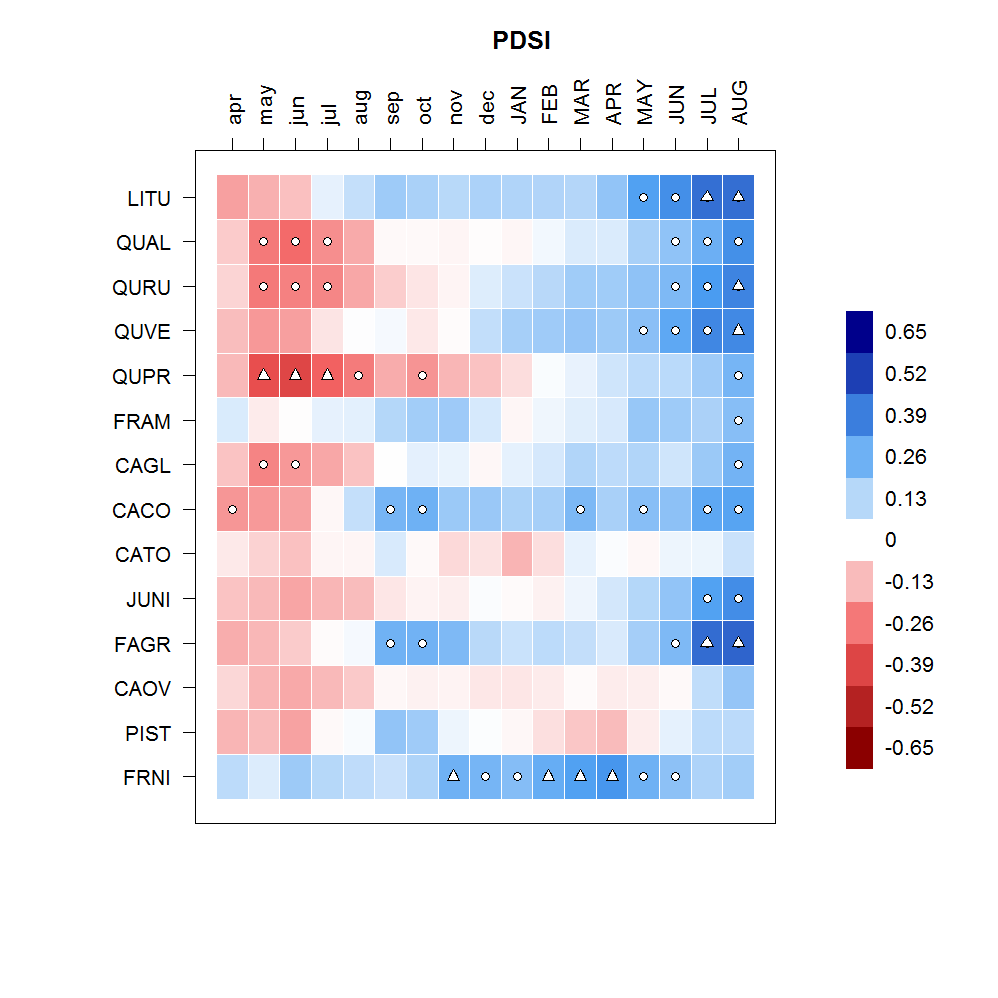 PDSI
apr may jun jul aug sep oct nov dec JAN FEB MAR APR MAY JUN JUL AUG
LITU
QUAL
QURU
QUVE
QUPR
FRAM
CAGL
CACO
CATO
JUNI
FAGR
CAOV
PIST
FRNI
0.65
0.52
0.39
0.26
0.13
0
-0.13
-0.26
-0.39
-0.52
-0.65